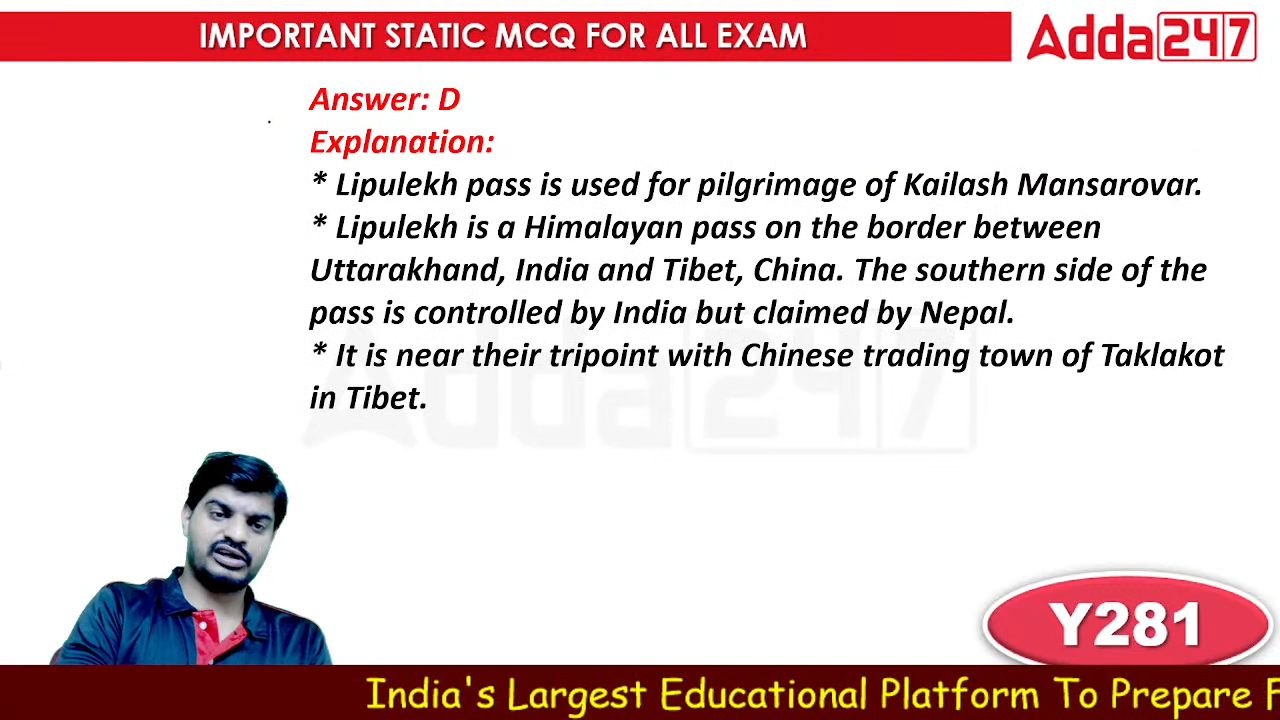 IMPORTANT STATIC MCQ FOR ALL EXAM
Adda247
Answer: D
Explanation:
* Lipulekh pass is used for pilgrimage of Kailash Mansarovar.
* Lipulekh is a Himalayan pass on the border between
Uttarakhand, India and Tibet, China. The southern side of the
pass is controlled by India but claimed by Nepal.
* It is near their tripoint with Chinese trading town of Taklakot
in Tibet.
Adda247
Y281
India's Largest Educational Platform To Prepare F